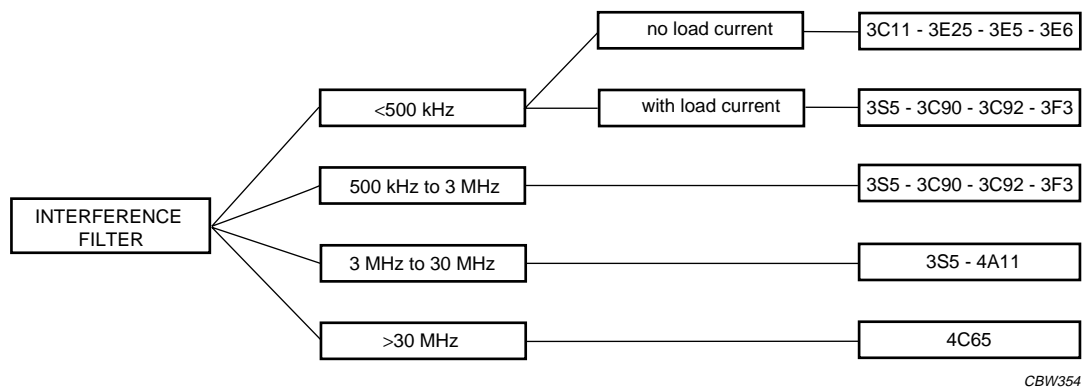 no load current
3C11 - 3E25 - 3E5 - 3E6
<500 kHz
with load current
3S5 - 3C90 - 3C92 - 3F3
500 kHz to 3 MHz
3S5 - 3C90 - 3C92 - 3F3
INTERFERENCE
FILTER
3 MHz to 30 MHz
3S5 - 4A11
>30 MHz
4C65
CBW354